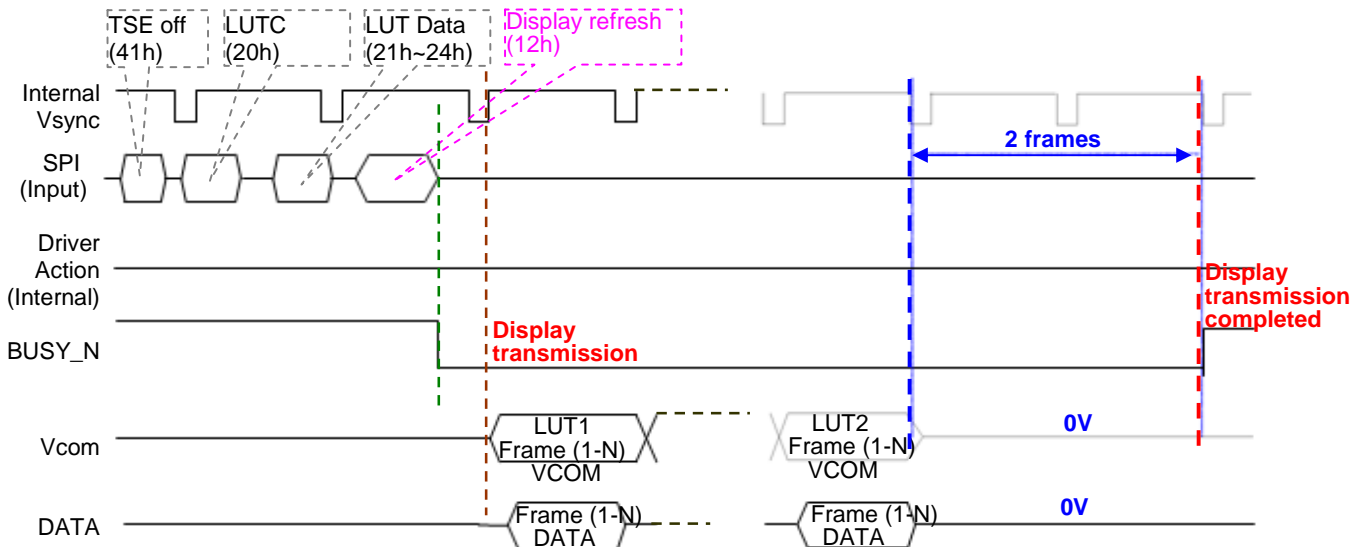 TSE off
(41h)
LUTC
(20h)
LUT Data
(21h~24h)
Display refresh
(12h)
Internal
Vsync
2 frames
SPI
(Input)
Driver
Action
(Internal)
Display
transmission
completed
BUSY_N
Display
transmission
Vcom
LUT1
Frame (1-N)
VCOM
LUT2
Frame (1-N)
VCOM
0V
DATA
Frame (1-N)
DATA
Frame (1-N)
DATA
0V